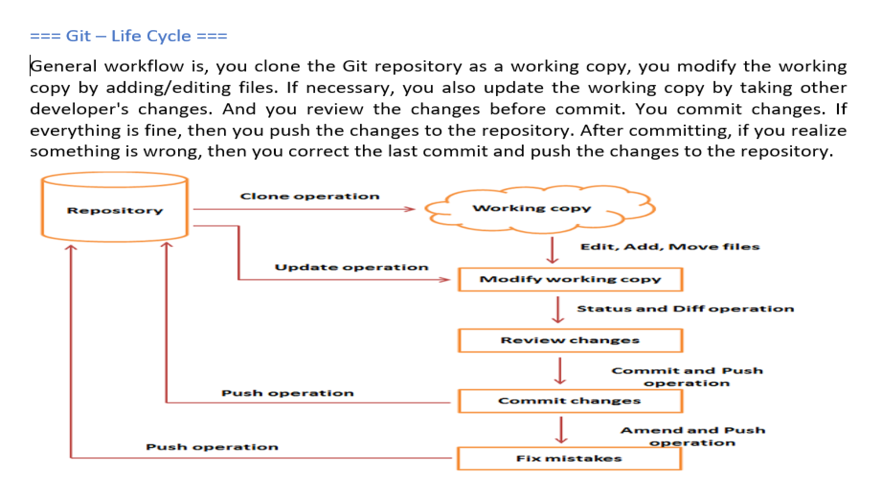 === Git – Life Cycle ===
General workflow is, you clone the Git repository as a working copy, you modify the working
copy by adding/editing files. If necessary, you also update the working copy by taking other
developer's changes. And you review the changes before commit. You commit changes. If
everything is fine, then you push the changes to the repository. After committing, if you realize
something is wrong, then you correct the last commit and push the changes to the repository.
Clone operation
Repository
Working copy
Edit, Add, Move files
Update operation
Modify working copy
Status and Diff operation
Review changes
Commit and Push
operation
Push operation
Commit changes
Amend and Push
operation
Push operation
Fix mistakes